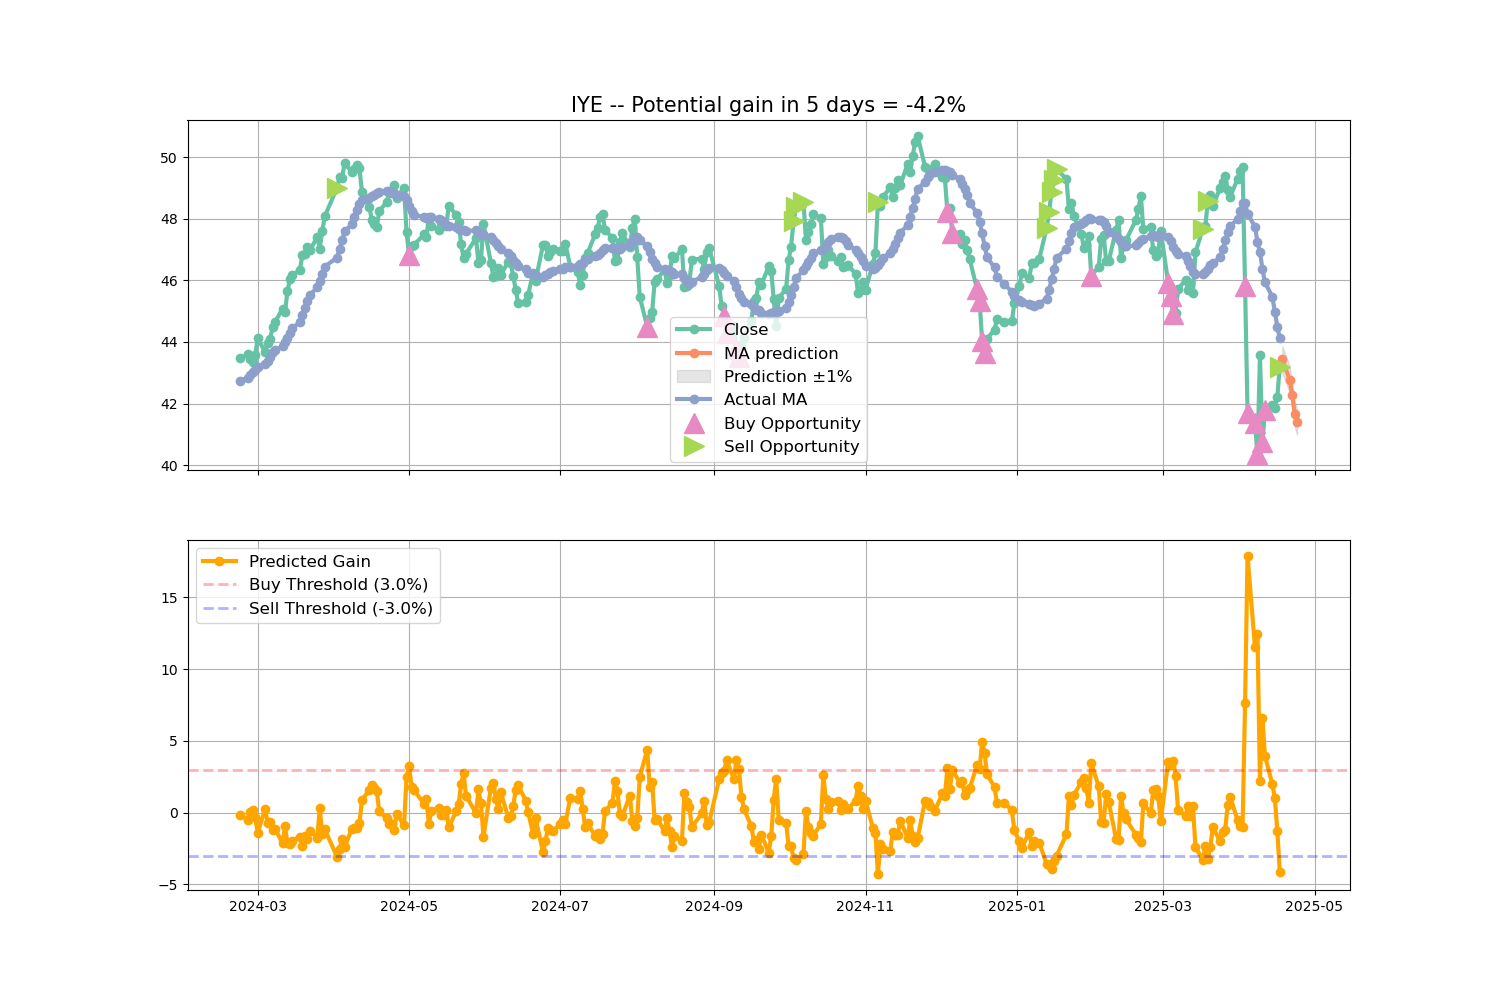 IYE -- Potential gain in 5 days = -4.2%
50
48
46
44
42
40
Close
MA prediction
Prediction ±1%
Actual MA
Buy Opportunity
Sell Opportunity
Predicted Gain
Buy Threshold (3.0%)
Sell Threshold (-3.0%)
15
10
5
0
−5
2024-03
2024-05
2024-07
2024-09
2024-11
2025-01
2025-03
2025-05